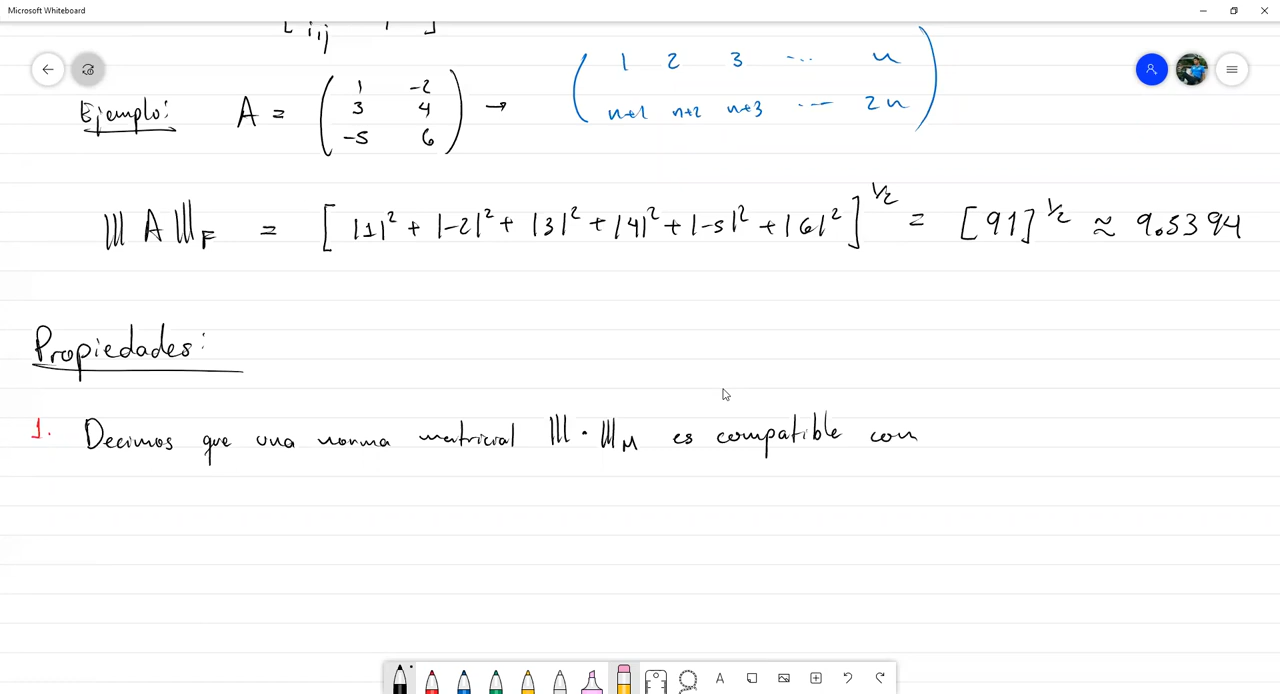 Microsoft Whiteboard
i,j
Ejemplo: A = ( 1 -2 →
3 4
-5 6 )
( 1 2 3 ... n
n+1 n+2 n+3 ... 2n )
||| A |||_F = [ |1|² + |-2|² + |3|² + |4|² + |-5|² + |6|² ]^{1/2} = [91]^{1/2} ≈ 9.5394
Propiedades:
1. Decimos que una norma matricial ||| · |||_M es compatible con
A